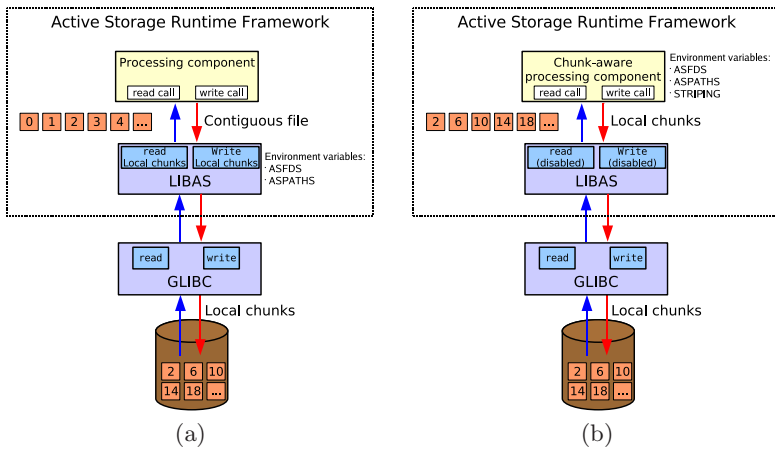 Active Storage Runtime Framework
Processing component
read call
write call
0 1 2 3 4 ...
Contiguous file
read
Local chunks
Write
Local chunks
LIBAS
Environment variables:
· ASFDS
· ASPATHS
read
write
GLIBC
Local chunks
2 6 10
14 18 ...
(a)
Active Storage Runtime Framework
Chunk-aware
processing component
read call
write call
Environment variables:
· ASFDS
· ASPATHS
· STRIPING
2 6 10 14 18 ...
Local chunks
read
(disabled)
Write
(disabled)
LIBAS
read
write
GLIBC
Local chunks
2 6 10
14 18 ...
(b)